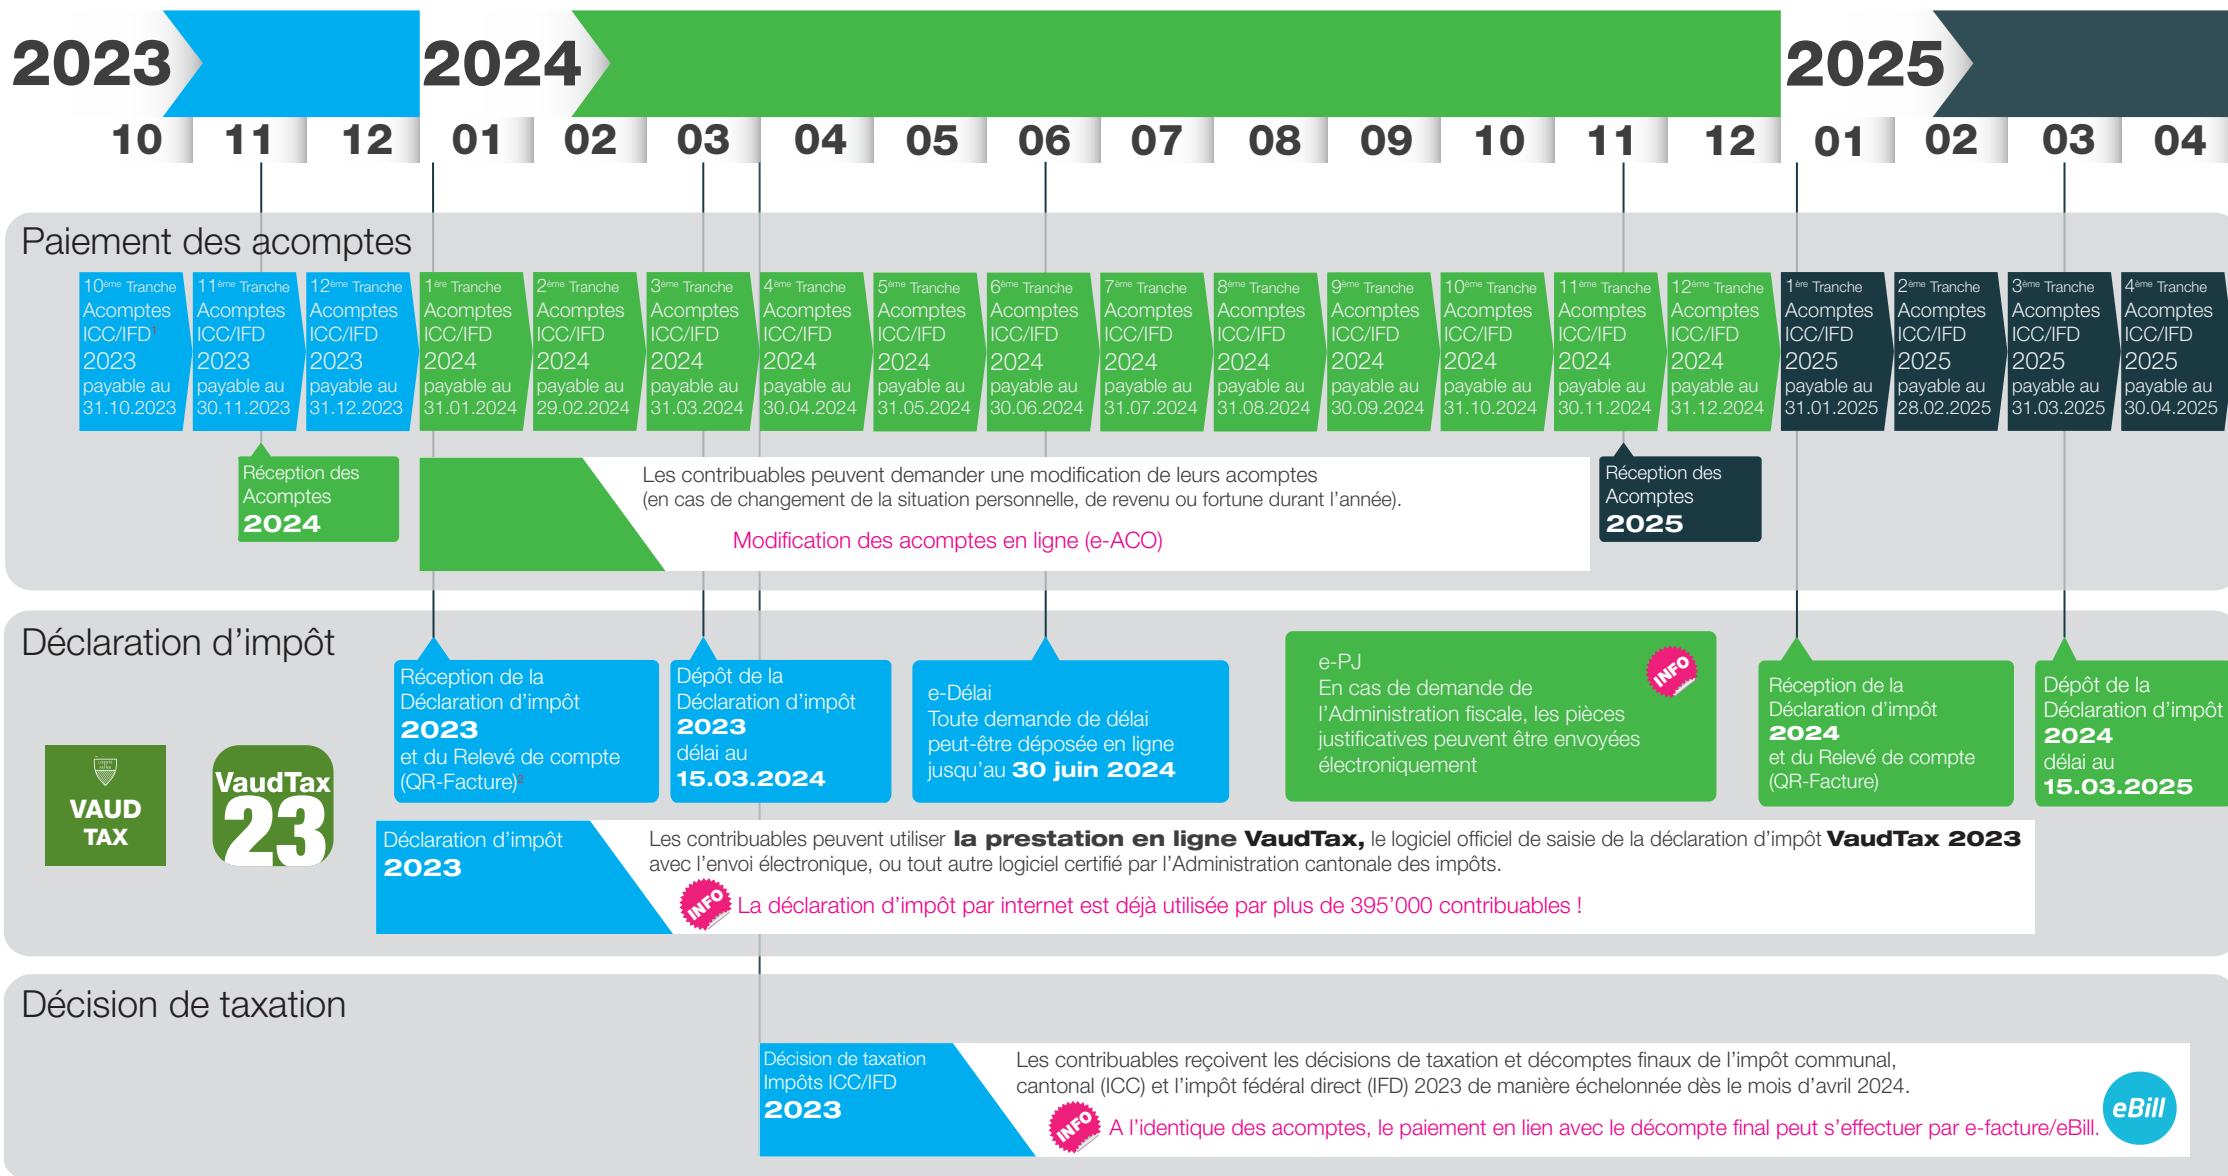 2023
2024
2025
10 11 12 01 02 03 04 05 06 07 08 09 10 11 12 01 02 03 04
Paiement des acomptes
10ème Tranche
Acomptes
ICC/IFD1
2023
payable au
31.10.2023
11ème Tranche
Acomptes
ICC/IFD
2023
payable au
30.11.2023
12ème Tranche
Acomptes
ICC/IFD
2023
payable au
31.12.2023
1ère Tranche
Acomptes
ICC/IFD
2024
payable au
31.01.2024
2ème Tranche
Acomptes
ICC/IFD
2024
payable au
29.02.2024
3ème Tranche
Acomptes
ICC/IFD
2024
payable au
31.03.2024
4ème Tranche
Acomptes
ICC/IFD
2024
payable au
30.04.2024
5ème Tranche
Acomptes
ICC/IFD
2024
payable au
31.05.2024
6ème Tranche
Acomptes
ICC/IFD
2024
payable au
30.06.2024
7ème Tranche
Acomptes
ICC/IFD
2024
payable au
31.07.2024
8ème Tranche
Acomptes
ICC/IFD
2024
payable au
31.08.2024
9ème Tranche
Acomptes
ICC/IFD
2024
payable au
30.09.2024
10ème Tranche
Acomptes
ICC/IFD
2024
payable au
31.10.2024
11ème Tranche
Acomptes
ICC/IFD
2024
payable au
30.11.2024
12ème Tranche
Acomptes
ICC/IFD
2024
payable au
31.12.2024
1ère Tranche
Acomptes
ICC/IFD
2025
payable au
31.01.2025
2ème Tranche
Acomptes
ICC/IFD
2025
payable au
28.02.2025
3ème Tranche
Acomptes
ICC/IFD
2025
payable au
31.03.2025
4ème Tranche
Acomptes
ICC/IFD
2025
payable au
30.04.2025
Réception des
Acomptes
2024
Les contribuables peuvent demander une modification de leurs acomptes
(en cas de changement de la situation personnelle, de revenu ou fortune durant l'année).
Modification des acomptes en ligne (e-ACO)
Réception des
Acomptes
2025
Déclaration d'impôt
VAUD
TAX
VaudTax
23
Réception de la
Déclaration d'impôt
2023
et du Relevé de compte
(QR-Facture)2
Dépôt de la
Déclaration d'impôt
2023
délai au
15.03.2024
e-Délai
Toute demande de délai
peut-être déposée en ligne
jusqu'au 30 juin 2024
e-PJ
En cas de demande de
l'Administration fiscale, les pièces
justificatives peuvent être envoyées
électroniquement
INFO
Réception de la
Déclaration d'impôt
2024
et du Relevé de compte
(QR-Facture)
Dépôt de la
Déclaration d'impôt
2024
délai au
15.03.2025
Déclaration d'impôt
2023
Les contribuables peuvent utiliser la prestation en ligne VaudTax, le logiciel officiel de saisie de la déclaration d'impôt VaudTax 2023
avec l'envoi électronique, ou tout autre logiciel certifié par l'Administration cantonale des impôts.
INFO
La déclaration d'impôt par internet est déjà utilisée par plus de 395'000 contribuables !
Décision de taxation
Décision de taxation
Impôts ICC/IFD
2023
Les contribuables reçoivent les décisions de taxation et décomptes finaux de l'impôt communal,
cantonal (ICC) et l'impôt fédéral direct (IFD) 2023 de manière échelonnée dès le mois d'avril 2024.
INFO
A l'identique des acomptes, le paiement en lien avec le décompte final peut s'effectuer par e-facture/eBill.
eBill